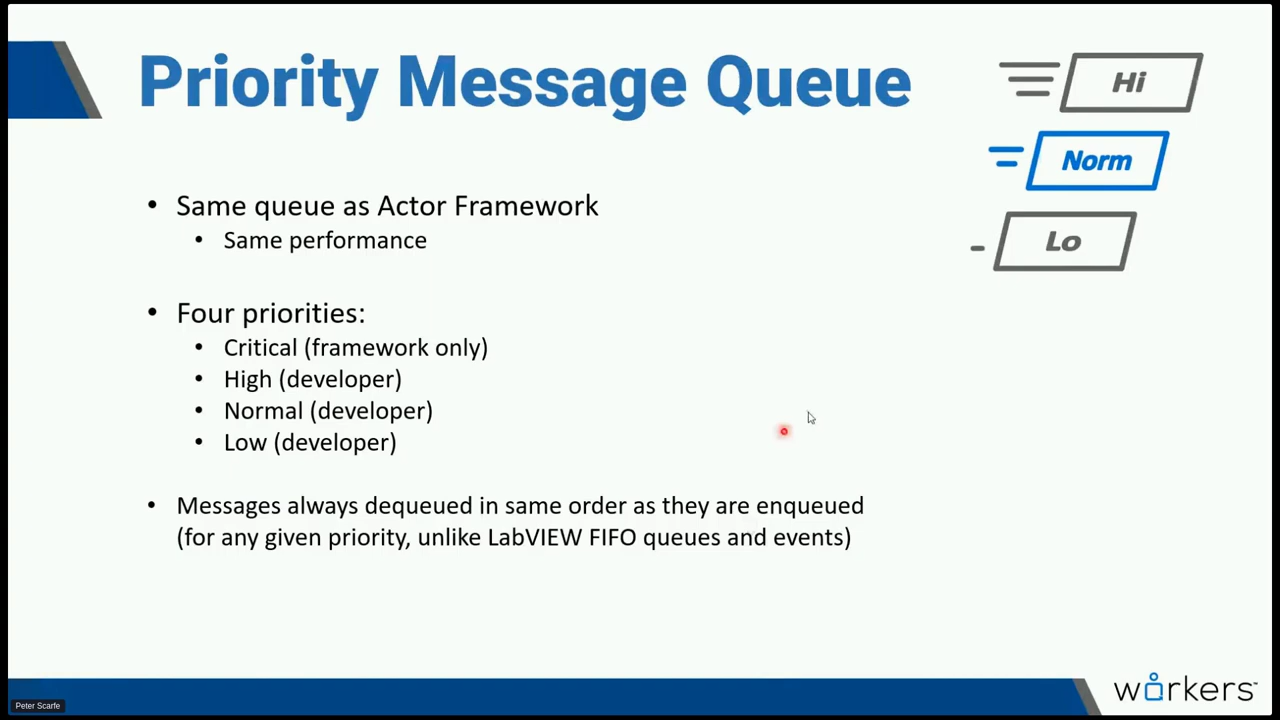 Priority Message Queue
Hi
Norm
Lo
• Same queue as Actor Framework
• Same performance
• Four priorities:
• Critical (framework only)
• High (developer)
• Normal (developer)
• Low (developer)
• Messages always dequeued in same order as they are enqueued
(for any given priority, unlike LabVIEW FIFO queues and events)
workers™
Peter Scarfe